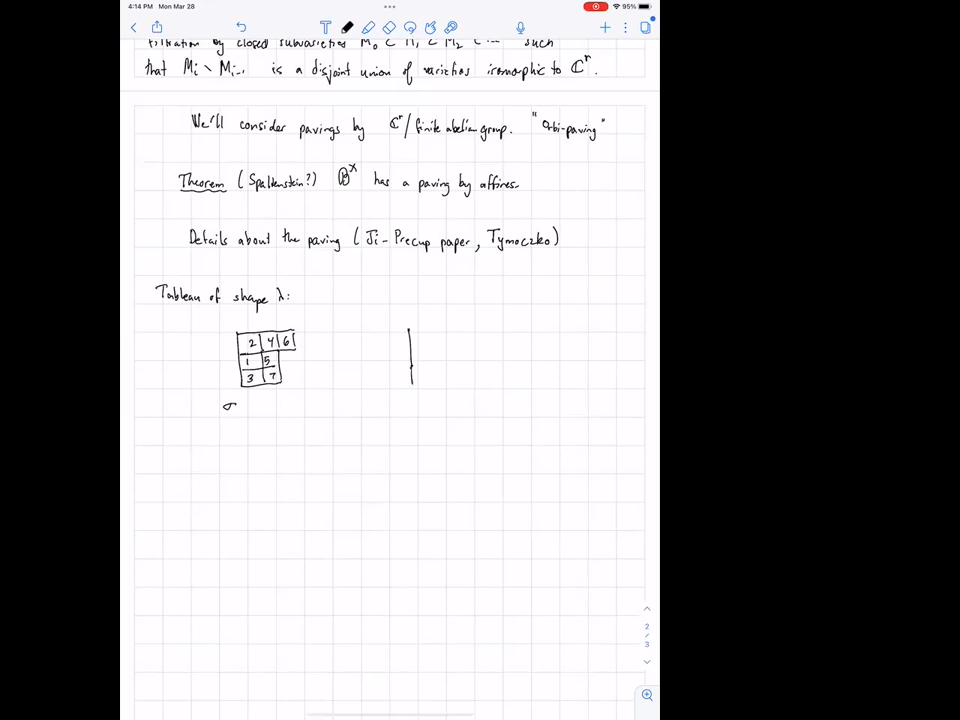 4:14 PM Mon Mar 28
95%
filtration by closed subvarieties M₀ ⊂ M₁ ⊂ M₂ ⊂ ... such
that Mi \ Mi-1 is a disjoint union of varieties isomorphic to ℂʳ.
We'll consider pavings by ℂʳ/finite abelian group. "Orbi-paving"
Theorem (Spaltenstein?) has a paving by affines.
Details about the paving (Ji-Precup paper, Tymoczko)
Tableau of shape λ:
2 4 6
1 5
3 7
σ
2
/
3